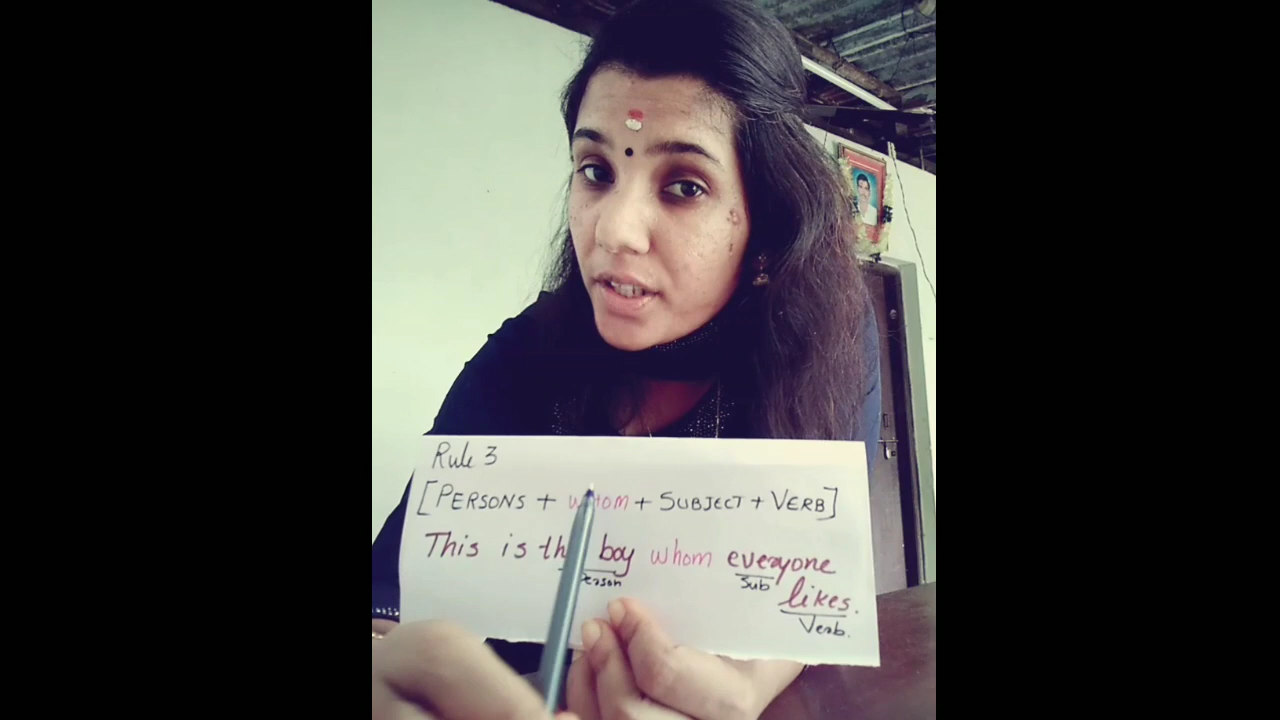 Rule 3
[PERSONS + whom + SUBJECT + VERB]
This is the boy whom everyone
Person Sub
likes.
Verb.